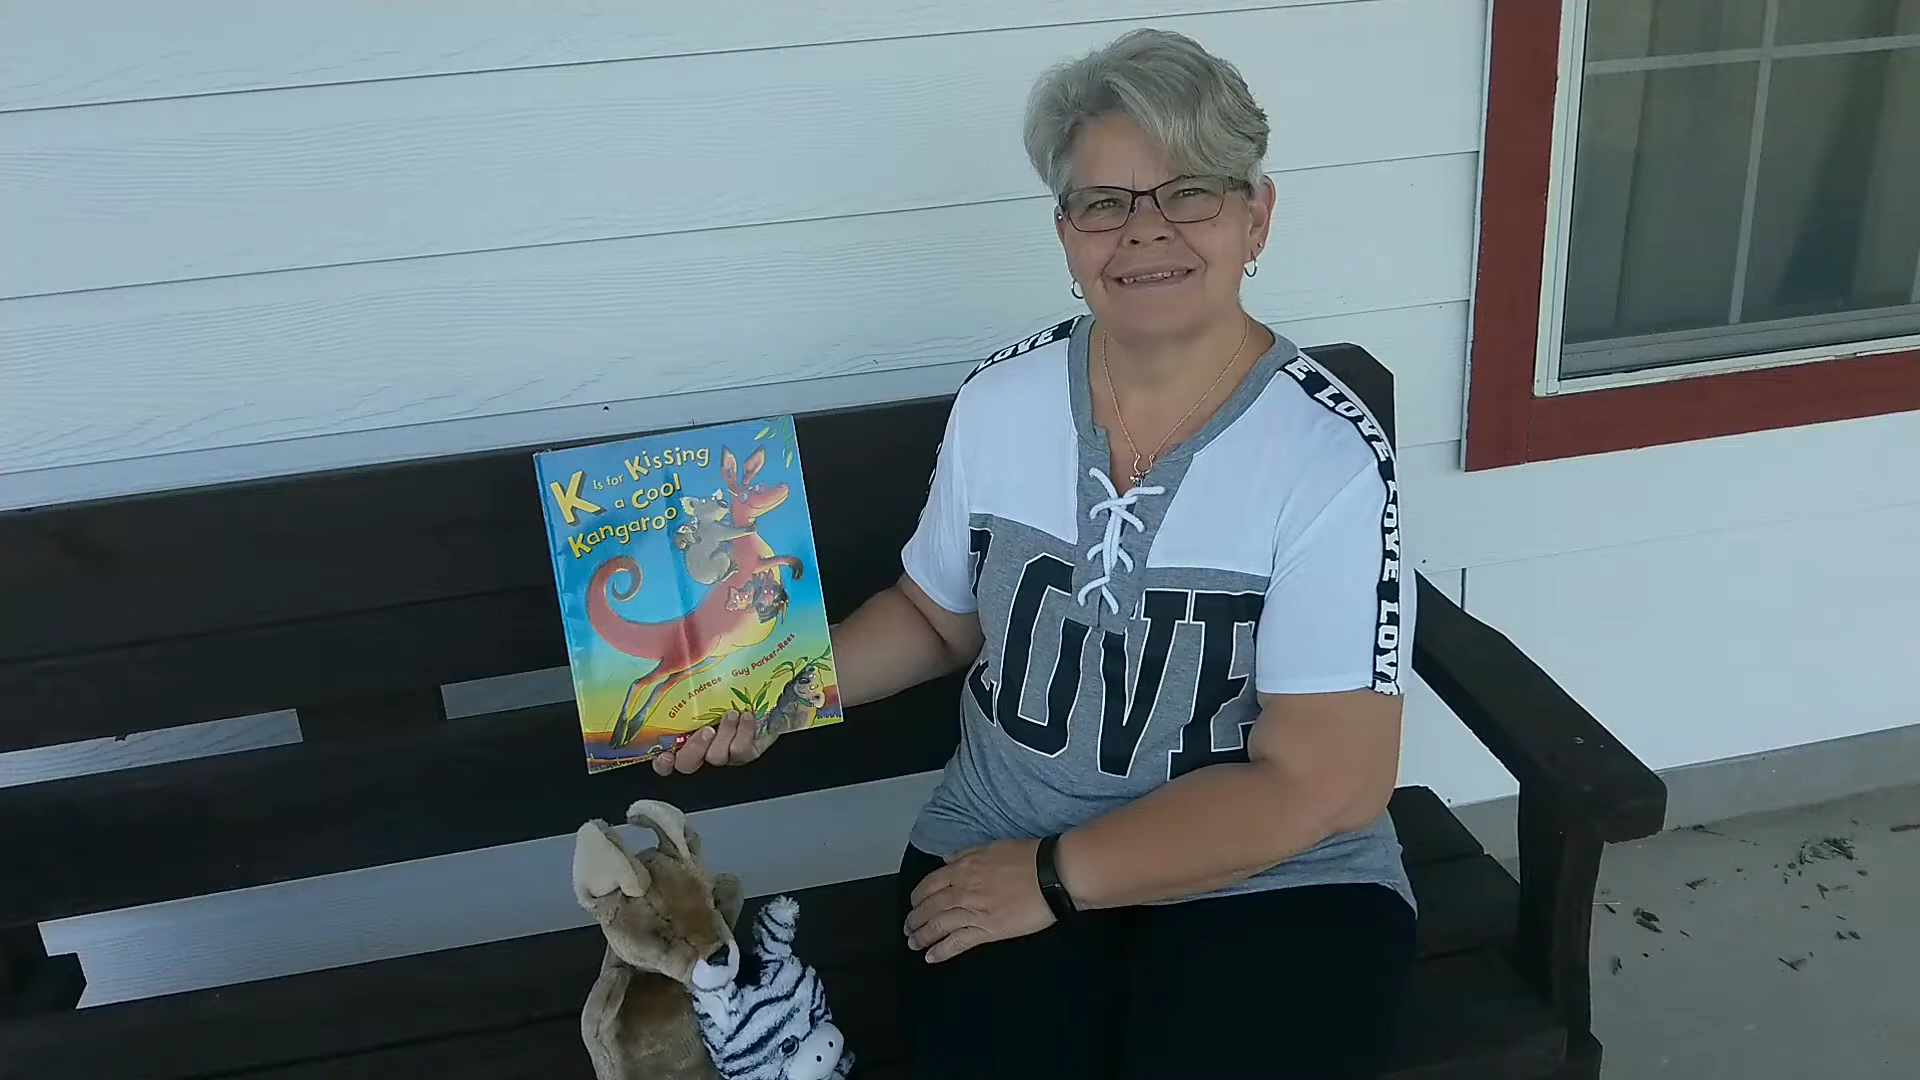 K is for Kissing
a cool
Kangaroo
Giles Andreae Guy Parker-Rees
LOVE
E LOVE LOVE LOVE
LOVE